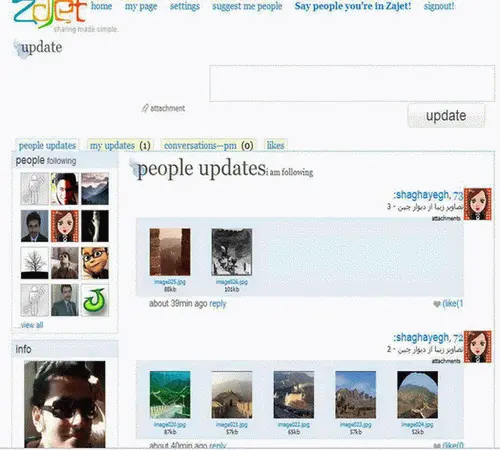 Zajet
sharing made simple.
home my page settings suggest me people Say people you're in Zajet! signout!
update
attachment
update
people updates my updates (1) conversations—pm (0) likes
people following
...view all
info
people updates i am following
:shaghayegh, 73
تصاویر زیبا از دیوار چین - 3
attachments
image025.jpg image026.jpg
88kb 101kb
about 39min ago reply
(like(1
:shaghayegh, 72
تصاویر زیبا از دیوار چین - 2
attachments
image020.jpg image021.jpg image022.jpg image023.jpg image024.jpg
87kb 57kb 65kb 57kb 52kb
about 40min ago reply
(like(0